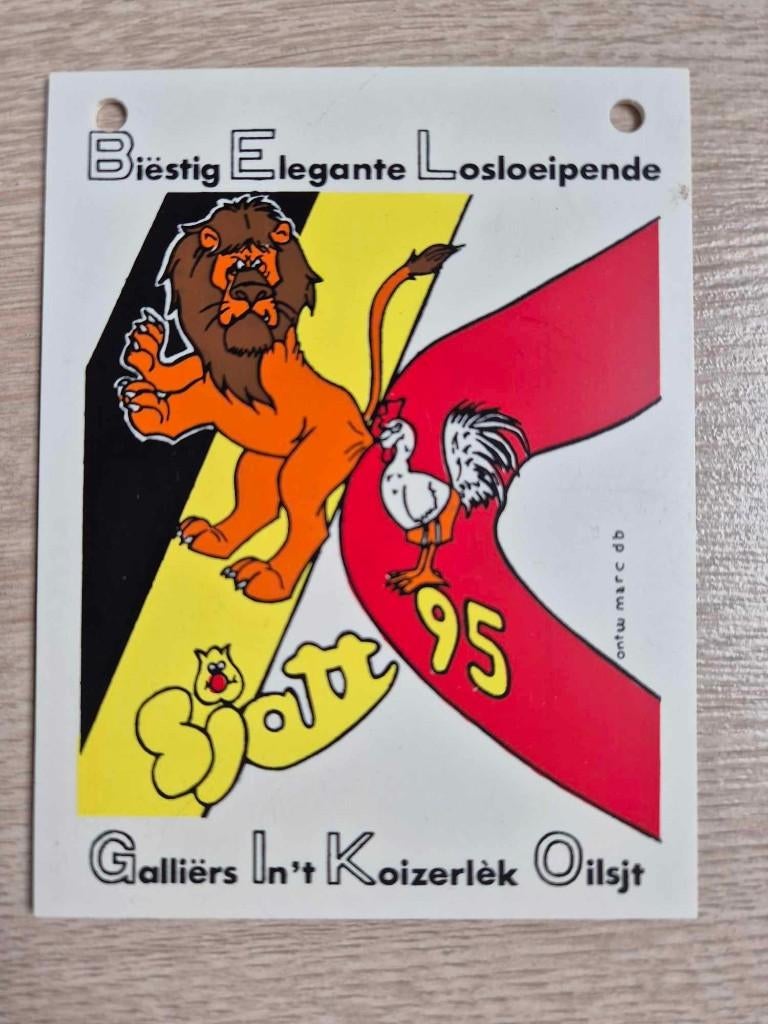 Biëstig Elegante Losloeipende
95
Sjatt
ontw marc db
Galliërs In't Koizerlèk Oilsjt